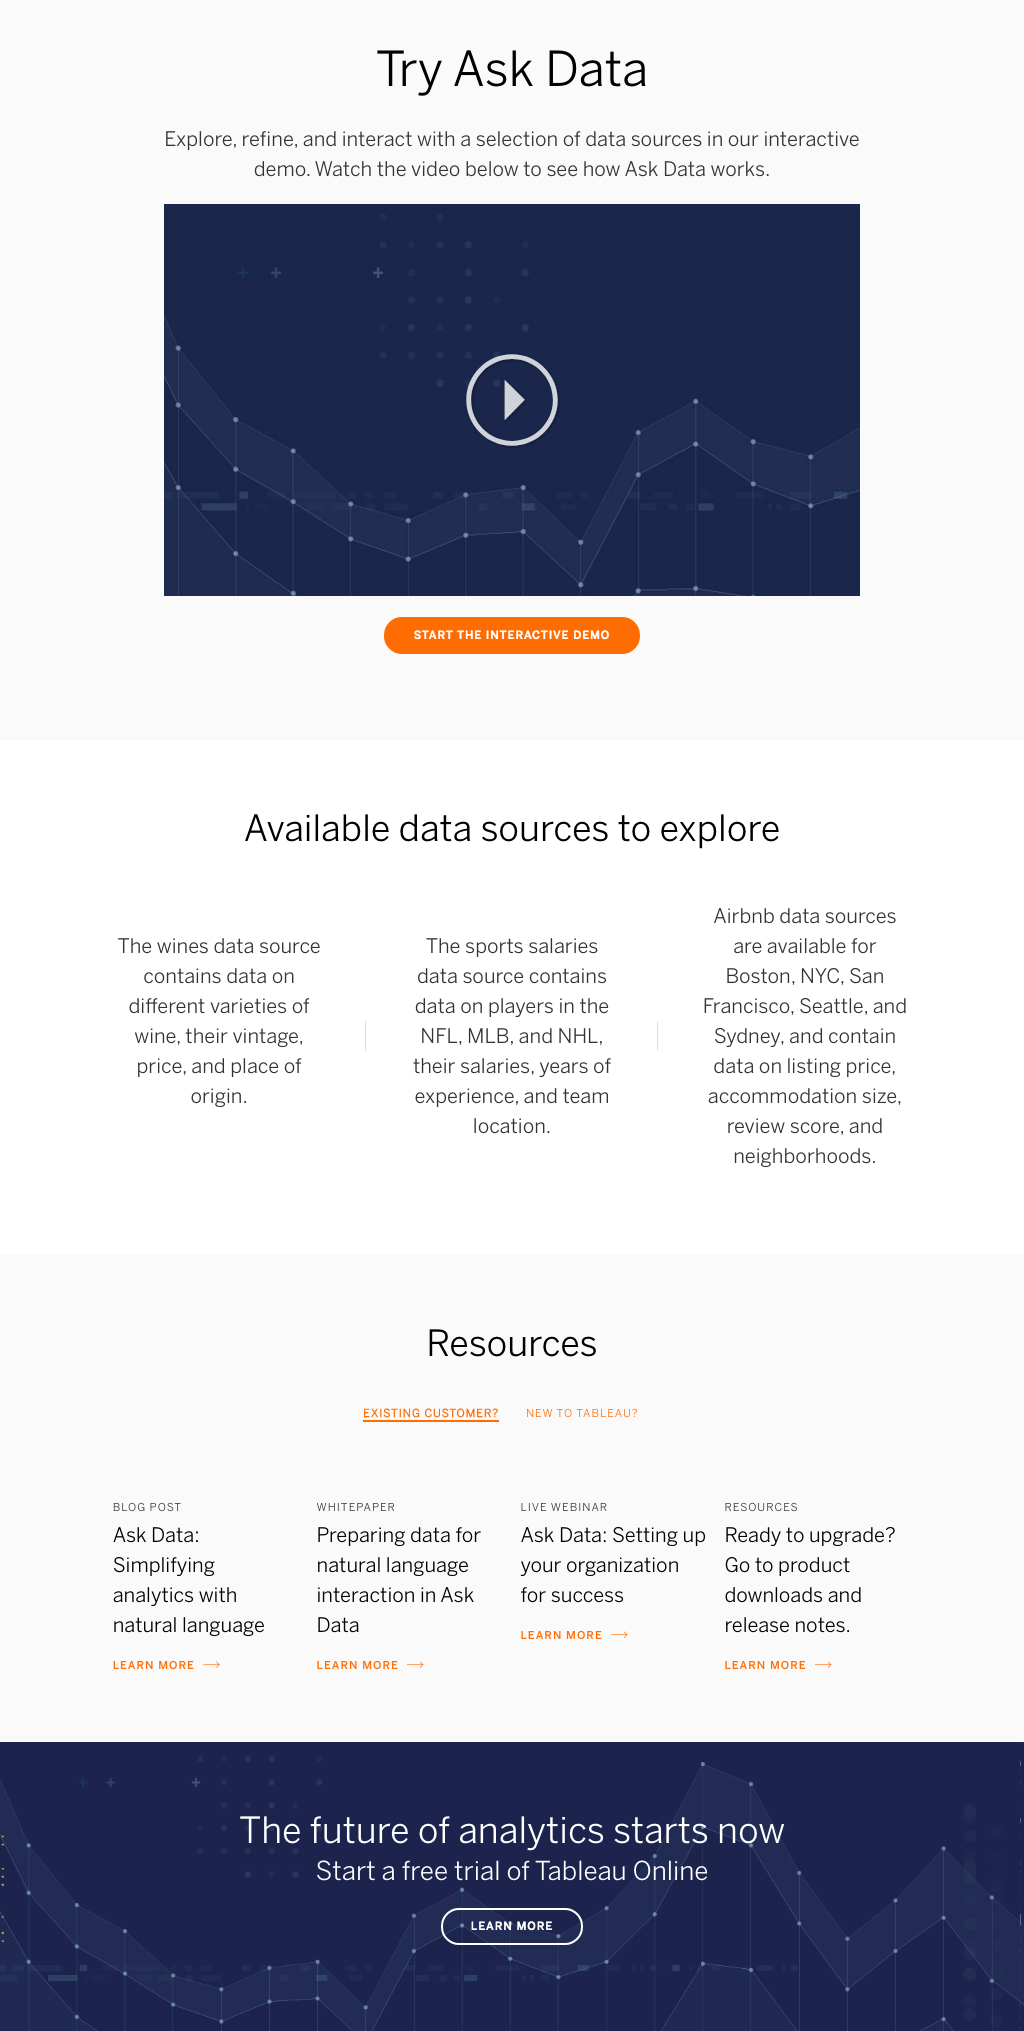 Try Ask Data
Explore, refine, and interact with a selection of data sources in our interactive
demo. Watch the video below to see how Ask Data works.
START THE INTERACTIVE DEMO
Available data sources to explore
The wines data source
contains data on
different varieties of
wine, their vintage,
price, and place of
origin.
The sports salaries
data source contains
data on players in the
NFL, MLB, and NHL,
their salaries, years of
experience, and team
location.
Airbnb data sources
are available for
Boston, NYC, San
Francisco, Seattle, and
Sydney, and contain
data on listing price,
accommodation size,
review score, and
neighborhoods.
Resources
EXISTING CUSTOMER?
NEW TO TABLEAU?
BLOG POST
Ask Data:
Simplifying
analytics with
natural language
LEARN MORE
WHITEPAPER
Preparing data for
natural language
interaction in Ask
Data
LEARN MORE
LIVE WEBINAR
Ask Data: Setting up
your organization
for success
LEARN MORE
RESOURCES
Ready to upgrade?
Go to product
downloads and
release notes.
LEARN MORE
The future of analytics starts now
Start a free trial of Tableau Online
LEARN MORE